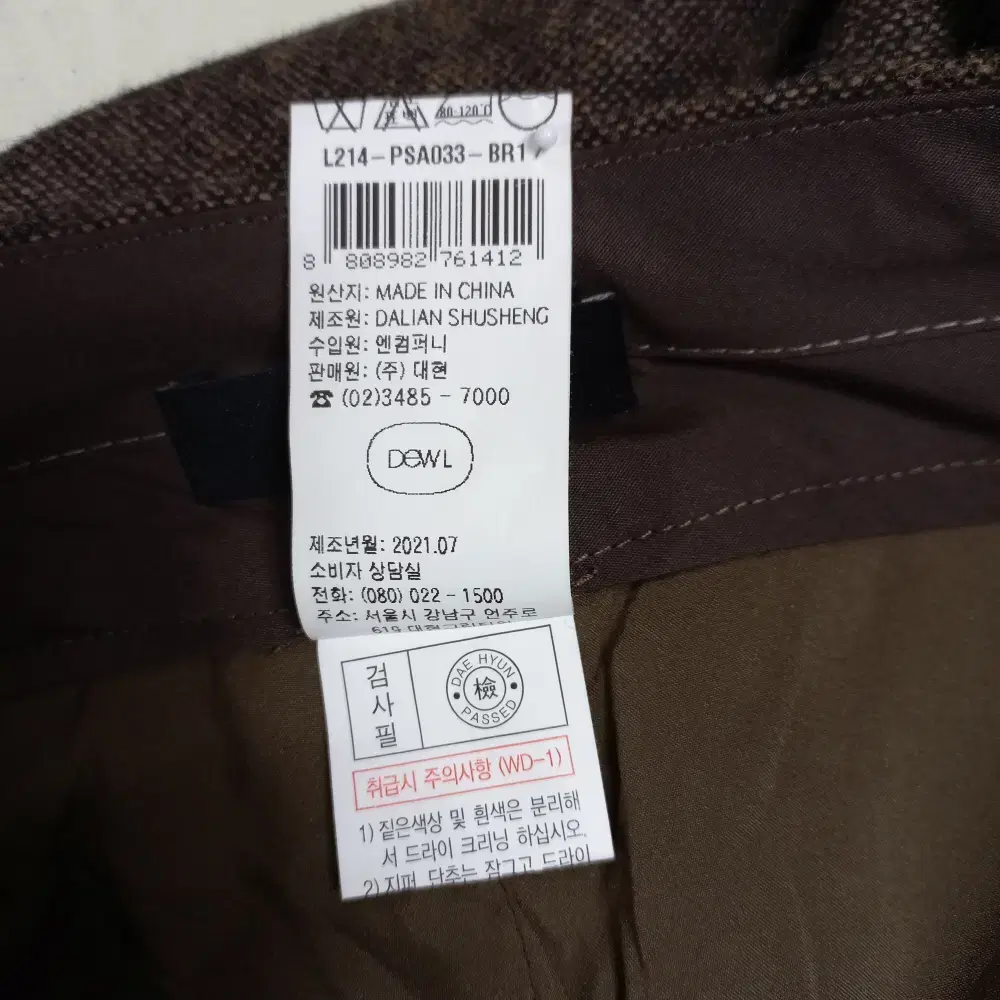 80-120°C
L214-PSA033-BR17
8 808982 761412
원산지: MADE IN CHINA
제조원: DALIAN SHUSHENG
수입원: 엔컴퍼니
판매원: (주) 대현
☎ (02)3485 - 7000
DEWL
제조년월: 2021.07
소비자 상담실
전화: (080) 022 - 1500
주소: 서울시 강남구 언주로
검사필
DAE HYUN
檢
PASSED
취급시 주의사항 (WD-1)
1) 짙은색상 및 흰색은 분리해
서 드라이 크리닝 하십시오.
2) 지퍼, 단추는 잠그고 드라이